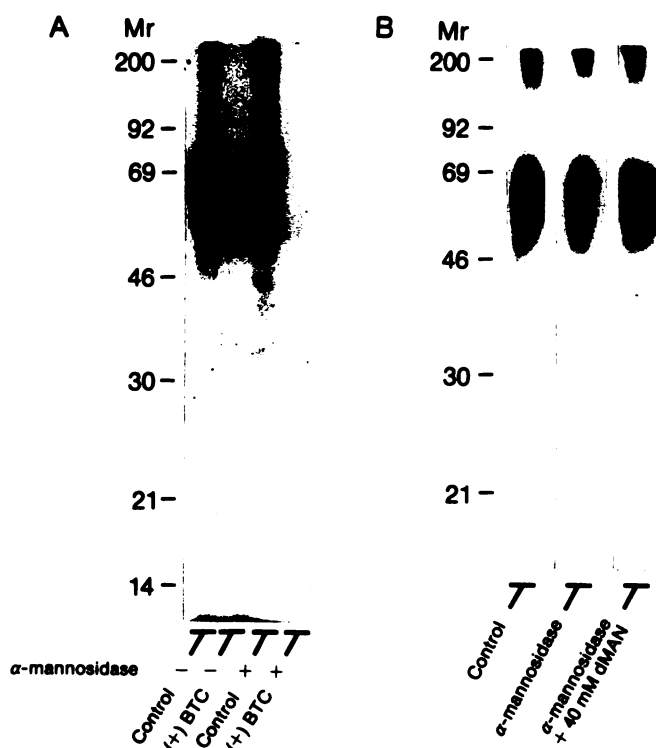 A
Mr
200 –
92 –
69 –
46 –
30 –
21 –
14 –
α-mannosidase – – + +
Control
(+) BTC
Control
(+) BTC
B
Mr
200 –
92 –
69 –
46 –
30 –
21 –
Control
α-mannosidase
α-mannosidase
+ 40 mM dMAN